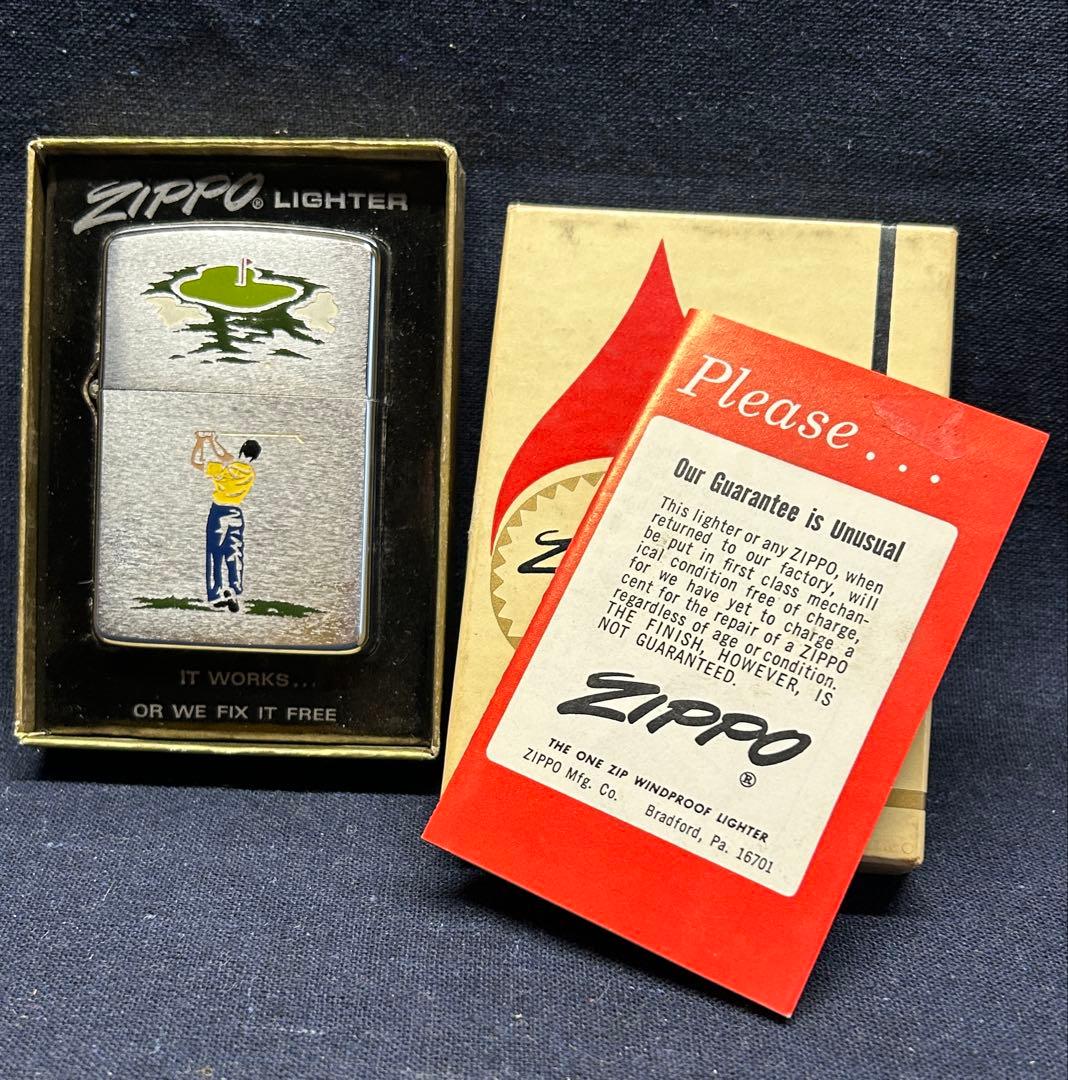 ZIPPO® LIGHTER
IT WORKS...
OR WE FIX IT FREE
Please...
Our Guarantee is Unusual
This lighter or any ZIPPO, when
returned to our factory, will
be put in first class mechan-
ical condition free of charge,
for we have yet to charge a
cent for the repair of a ZIPPO
regardless of age or condition.
THE FINISH, HOWEVER, IS
NOT GUARANTEED.
ZIPPO
®
THE ONE ZIP WINDPROOF LIGHTER
ZIPPO Mfg. Co. Bradford, Pa. 16701